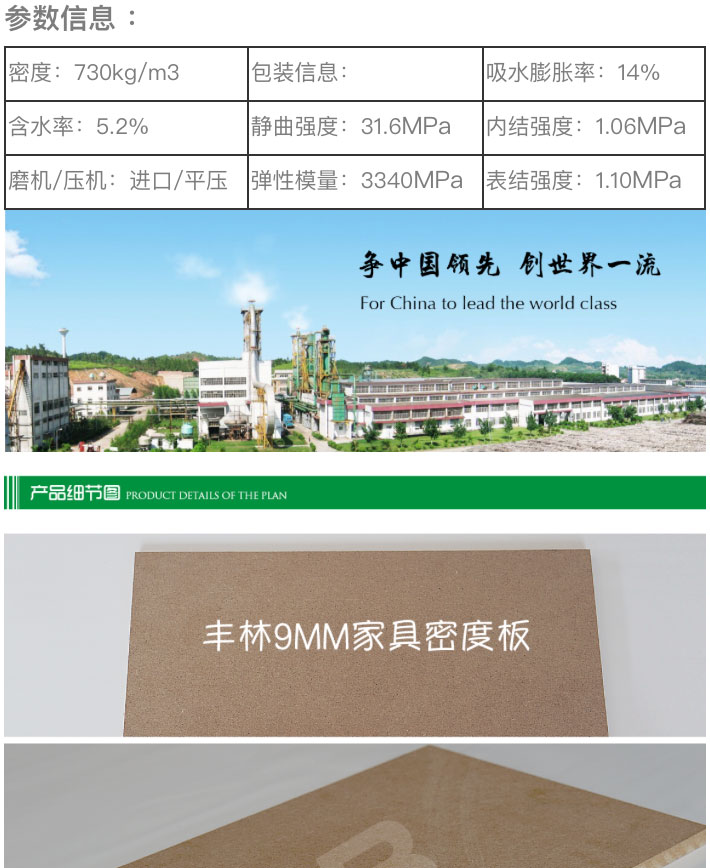 参数信息：
密度：730kg/m3 包装信息： 吸水膨胀率：14%
含水率：5.2% 静曲强度：31.6MPa 内结强度：1.06MPa
磨机/压机：进口/平压 弹性模量：3340MPa 表结强度：1.10MPa
争中国领先 创世界一流
For China to lead the world class
产品细节图 PRODUCT DETAILS OF THE PLAN
丰林9MM家具密度板
B